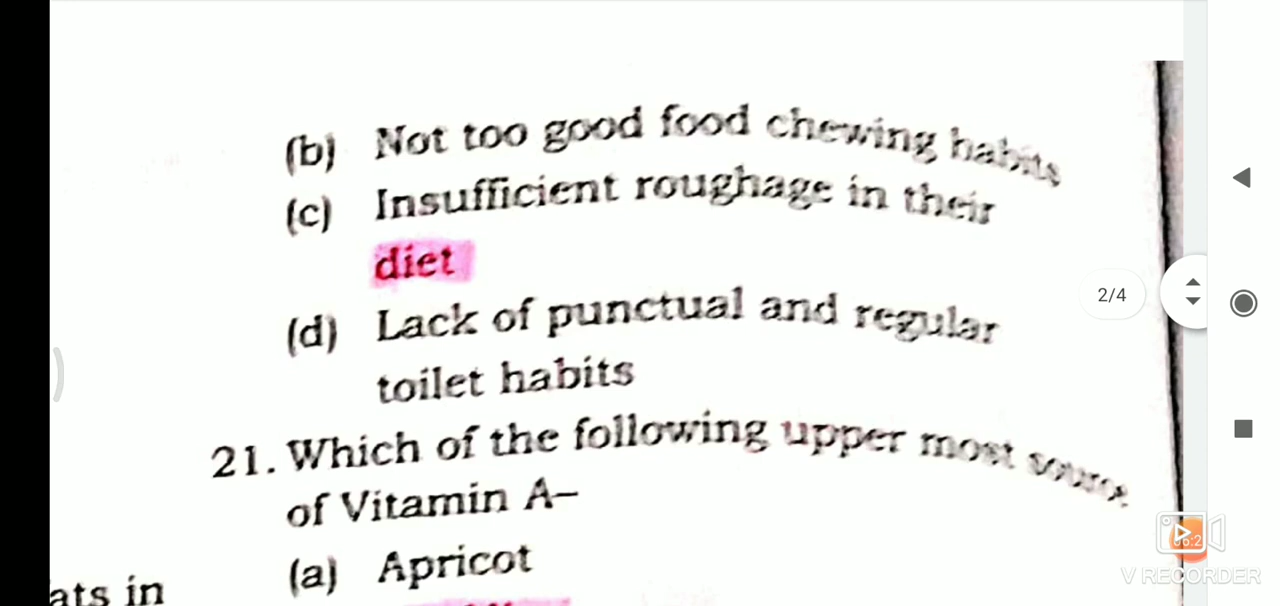 (b) Not too good food chewing habits
(c) Insufficient roughage in their
diet
(d) Lack of punctual and regular
toilet habits
21. Which of the following upper most source
of Vitamin A–
(a) Apricot
ats in
2/4
V RECORDER